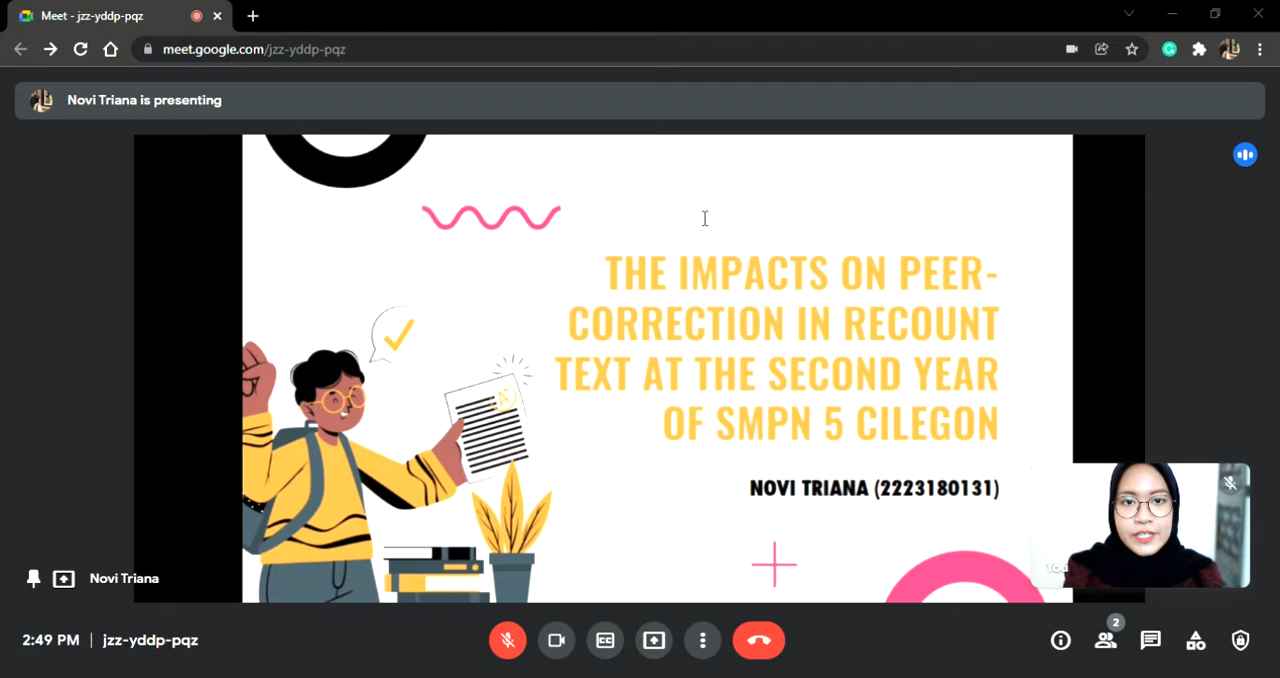 Meet - jzz-yddp-pqz
meet.google.com/jzz-yddp-pqz
Novi Triana is presenting
THE IMPACTS ON PEER-
CORRECTION IN RECOUNT
TEXT AT THE SECOND YEAR
OF SMPN 5 CILEGON
NOVI TRIANA (2223180131)
A+
You
Novi Triana
2:49 PM | jzz-yddp-pqz
CC
2